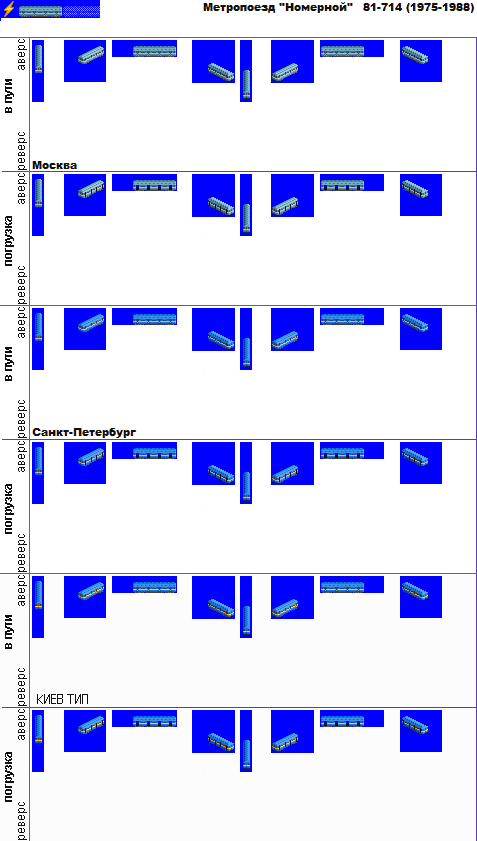 Метропоезд "Номерной" 81-714 (1975-1988)
аверс
в пути
реверс
Москва
аверс
погрузка
реверс
аверс
в пути
реверс
Санкт-Петербург
аверс
погрузка
реверс
аверс
в пути
реверс
КИЕВ ТИП
аверс
погрузка
реверс